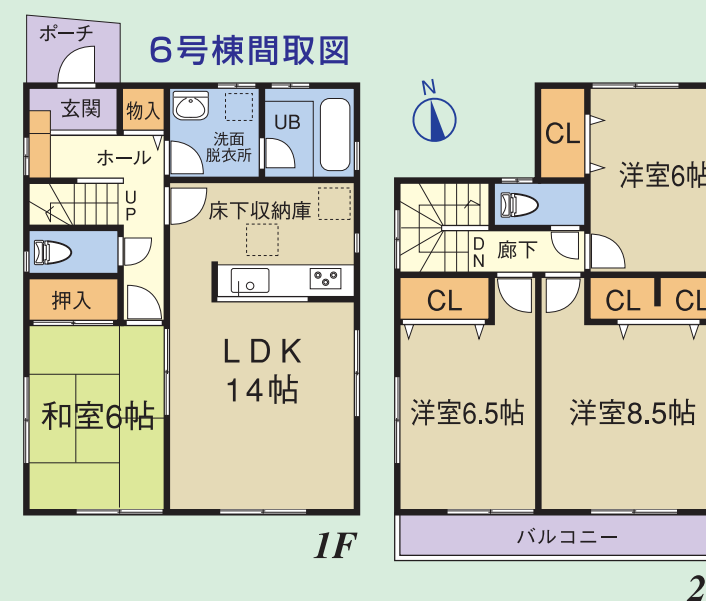 6号棟間取図
ポーチ
玄関
物入
洗面
脱衣所
UB
ホール
UP
床下収納庫
押入
LDK
14帖
和室6帖
1F
N
CL
洋室6帖
DN
廊下
CL
CL
CL
洋室6.5帖
洋室8.5帖
バルコニー
2